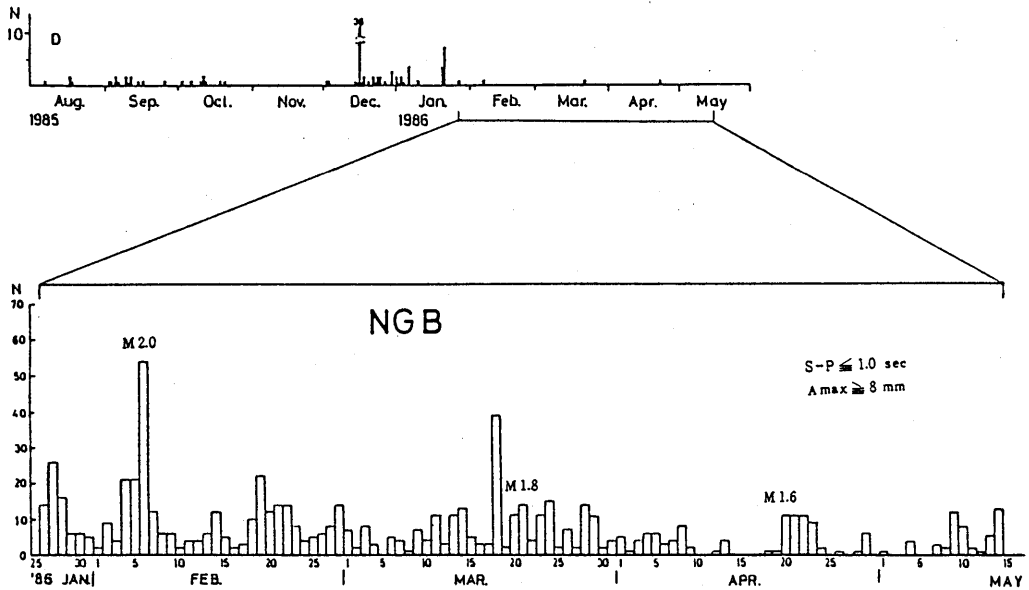 N
36
10
D
Aug. Sep. Oct. Nov. Dec. Jan. Feb. Mar. Apr. May
1985 1986
N
70
NGB
60
M 2.0
S-P ≦ 1.0 sec
50
A max ≧ 8 mm
40
30
M 1.8
M 1.6
20
10
0
25 30 1 5 10 15 20 25 1 5 10 15 20 25 30 1 5 10 15 20 25 1 5 10 15
'86 JAN. FEB. MAR. APR. MAY